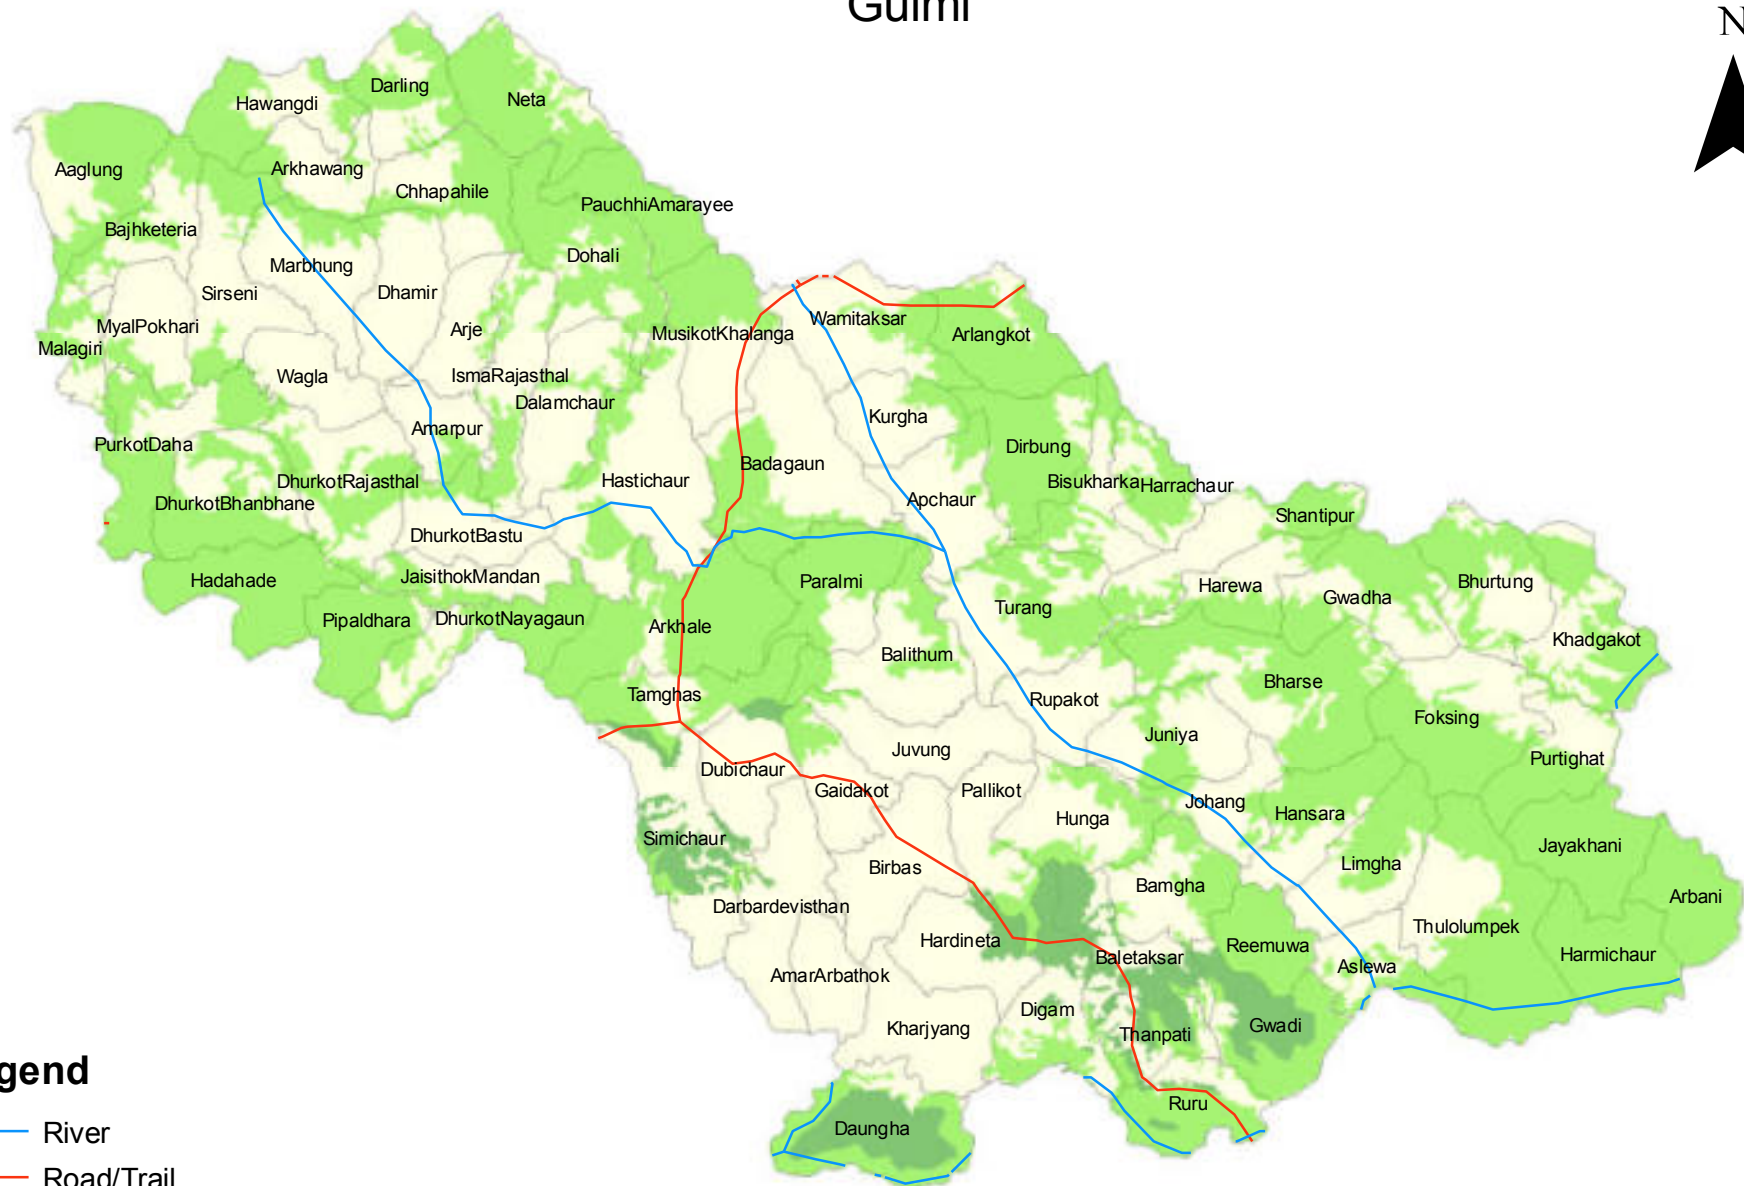 Gulmi
N
Darling
Neta
Hawangdi
Aaglung
Arkhawang
Chhapahile
PauchhiAmarayee
Bajhketeria
Dohali
Marbhung
Sirseni
Dhamir
MyalPokhari
Arje
MusikotKhalanga
Wamitaksar
Arlangkot
Malagiri
Wagla
IsmaRajasthal
Dalamchaur
Kurgha
Amarpur
PurkotDaha
Dirbung
Badagaun
DhurkotRajasthal
Hastichaur
BisukharkaHarrachaur
DhurkotBhanbhane
Apchaur
Shantipur
DhurkotBastu
Hadahade
JaisithokMandan
Paralmi
Harewa
Bhurtung
Gwadha
Turang
Pipaldhara
DhurkotNayagaun
Arkhale
Khadgakot
Balithum
Bharse
Tamghas
Rupakot
Foksing
Juniya
Juvung
Purtighat
Dubichaur
Gaidakot
Pallikot
Johang
Hunga
Hansara
Simichaur
Jayakhani
Birbas
Limgha
Bamgha
Arbani
Darbardevisthan
Thulolumpek
Hardineta
Reemuwa
Baletaksar
Harmichaur
Aslewa
AmarArbathok
Digam
Kharjyang
Thanpati
Gwadi
Ruru
Daungha
gend
River
Road/Trail